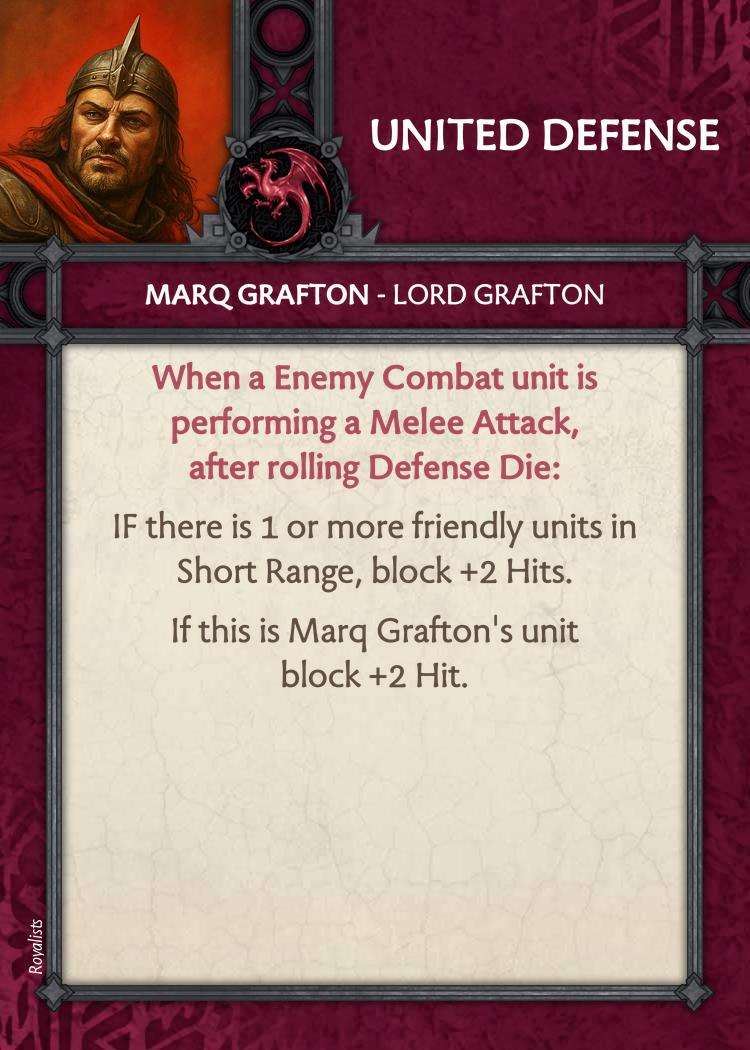 UNITED DEFENSE
MARQ GRAFTON - LORD GRAFTON
When a Enemy Combat unit is
performing a Melee Attack,
after rolling Defense Die:
IF there is 1 or more friendly units in
Short Range, block +2 Hits.
If this is Marq Grafton's unit
block +2 Hit.
Royalists